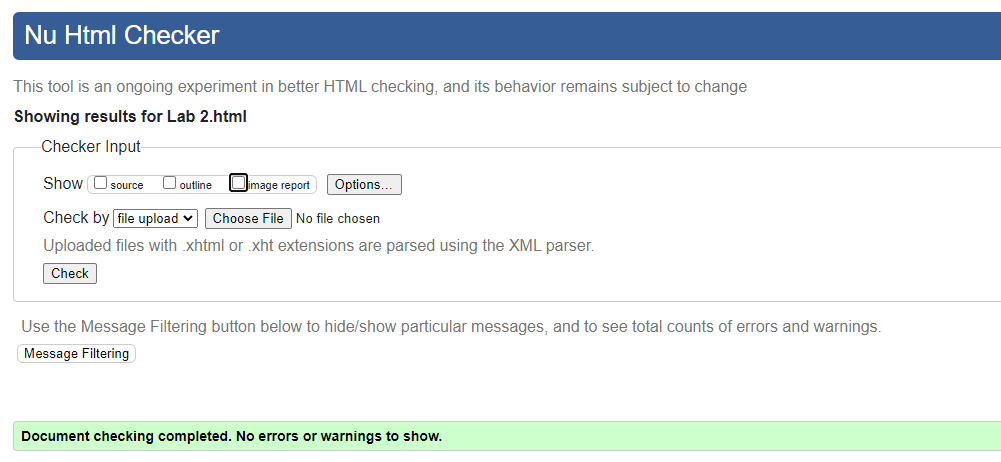 Nu Html Checker
This tool is an ongoing experiment in better HTML checking, and its behavior remains subject to change
Showing results for Lab 2.html
Checker Input
Show source outline image report Options...
Check by file upload Choose File No file chosen
Uploaded files with .xhtml or .xht extensions are parsed using the XML parser.
Check
Use the Message Filtering button below to hide/show particular messages, and to see total counts of errors and warnings.
Message Filtering
Document checking completed. No errors or warnings to show.